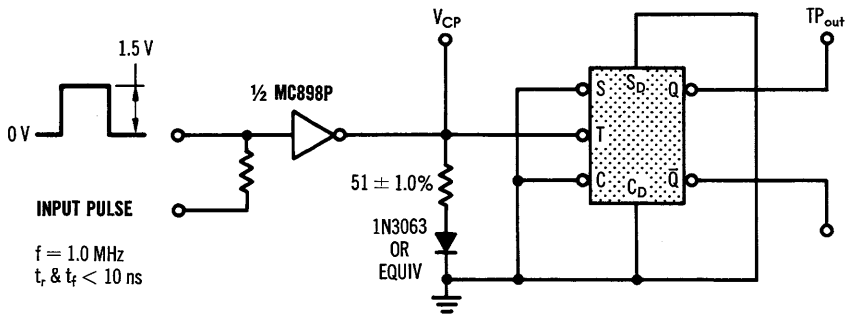 V_CP
TP_out
1.5 V
½ MC898P
0 V
S
S_D
Q
T
51 ± 1.0%
C
C_D
Q̅
INPUT PULSE
1N3063
OR
EQUIV
f = 1.0 MHz
t_r & t_f < 10 ns